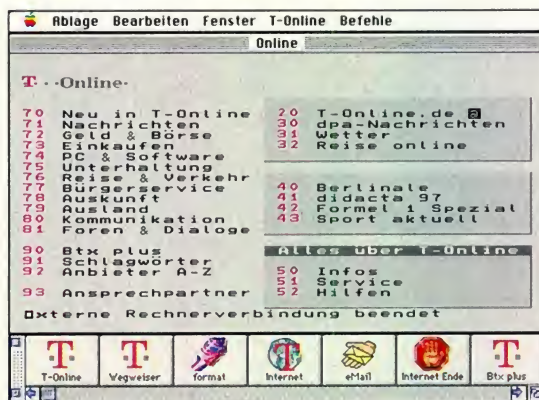 Ablage Bearbeiten Fenster T-Online Befehle
Online
T··Online·
70 Neu in T-Online
71 Nachrichten
72 Geld & Börse
73 Einkaufen
74 PC & Software
75 Unterhaltung
76 Reise & Verkehr
77 Bürgerservice
78 Auskunft
79 Ausland
80 Kommunikation
81 Foren & Dialoge
90 Btx plus
91 Schlagwörter
92 Anbieter A-Z
93 Ansprechpartner
20 T-Online.de a
30 dpa-Nachrichten
31 Wetter
32 Reise online
40 Berlinale
41 didacta 97
42 Formel 1 Spezial
43 Sport aktuell
Alles über T-Online
50 Infos
51 Service
52 Hilfen
xterne Rechnerverbindung beendet
·T· ·T· T ·T·
T-Online Wegweiser format Internet eMail Internet Ende Btx plus